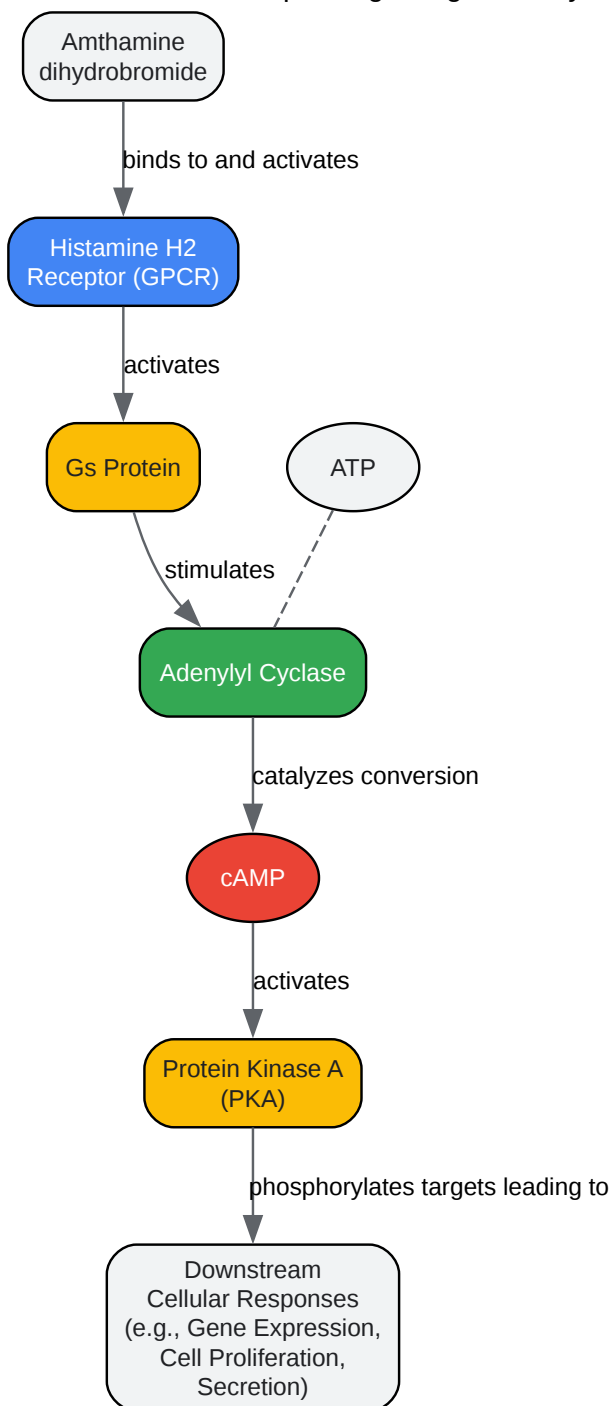 Amthamine
dihydrobromide
binds to and activates
Histamine H2
Receptor (GPCR)
activates
Gs Protein
ATP
stimulates
Adenylyl Cyclase
catalyzes conversion
cAMP
activates
Protein Kinase A
(PKA)
phosphorylates targets leading to
Downstream
Cellular Responses
(e.g., Gene Expression,
Cell Proliferation,
Secretion)